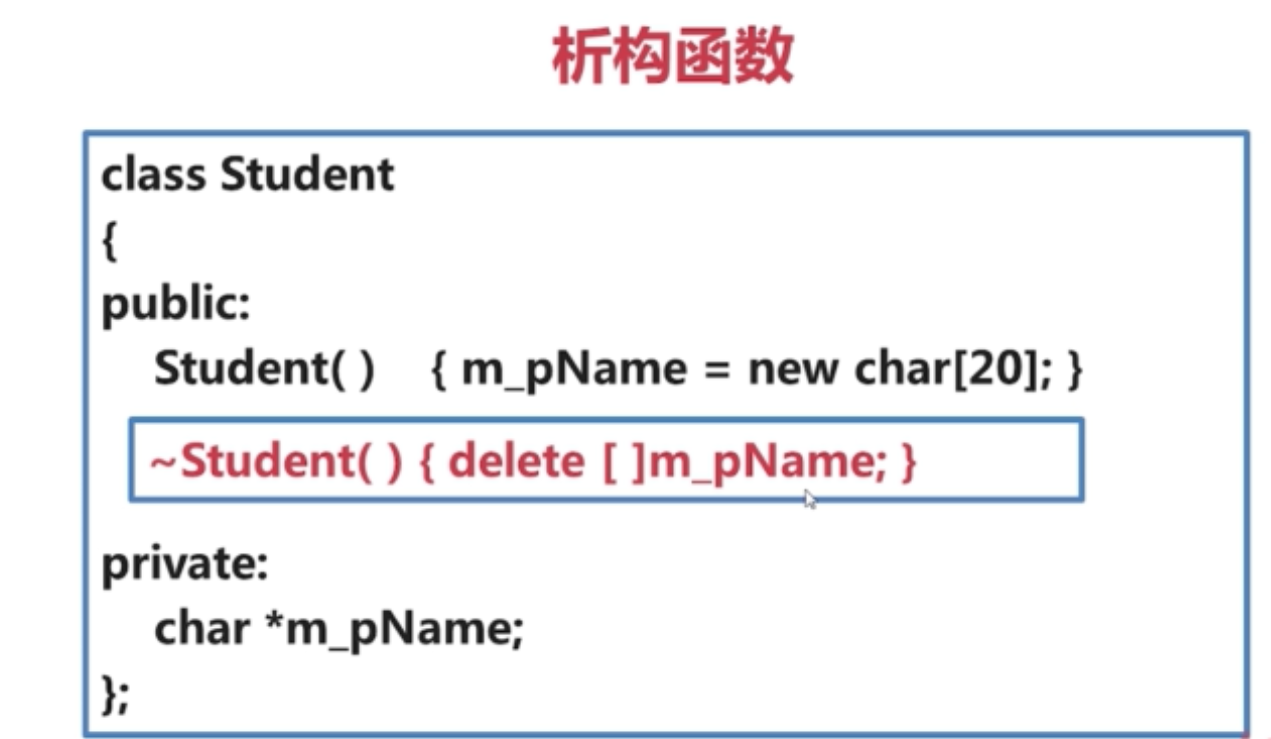 析构函数
class Student
{
public:
Student( ) { m_pName = new char[20]; }
~Student( ) { delete [ ]m_pName; }
private:
char *m_pName;
};